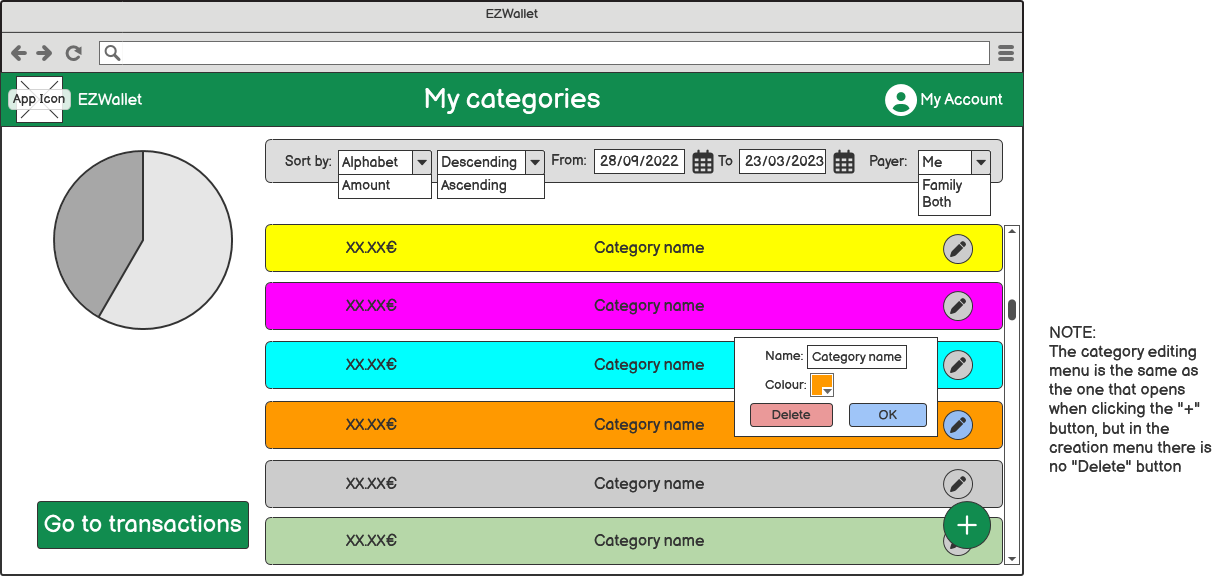 EZWallet
App Icon
EZWallet
My categories
My Account
Sort by:
Alphabet
Amount
Descending
Ascending
From:
28/09/2022
To
23/03/2023
Payer:
Me
Family
Both
XX.XX€
Category name
XX.XX€
Category name
XX.XX€
Category name
Name:
Category name
Colour:
Delete
OK
XX.XX€
Category name
XX.XX€
Category name
XX.XX€
Category name
+
Go to transactions
NOTE:
The category editing
menu is the same as
the one that opens
when clicking the "+"
button, but in the
creation menu there is
no "Delete" button